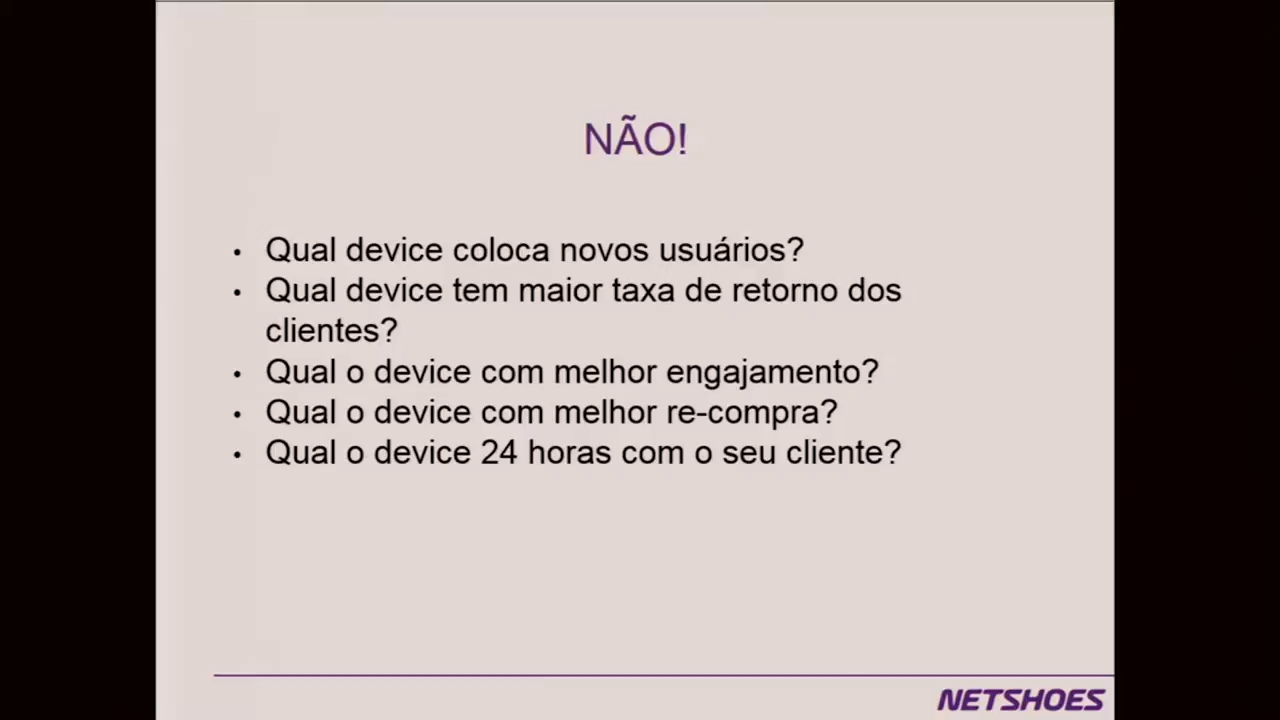 NÃO!
• Qual device coloca novos usuários?
• Qual device tem maior taxa de retorno dos
clientes?
• Qual o device com melhor engajamento?
• Qual o device com melhor re-compra?
• Qual o device 24 horas com o seu cliente?
NETSHOES